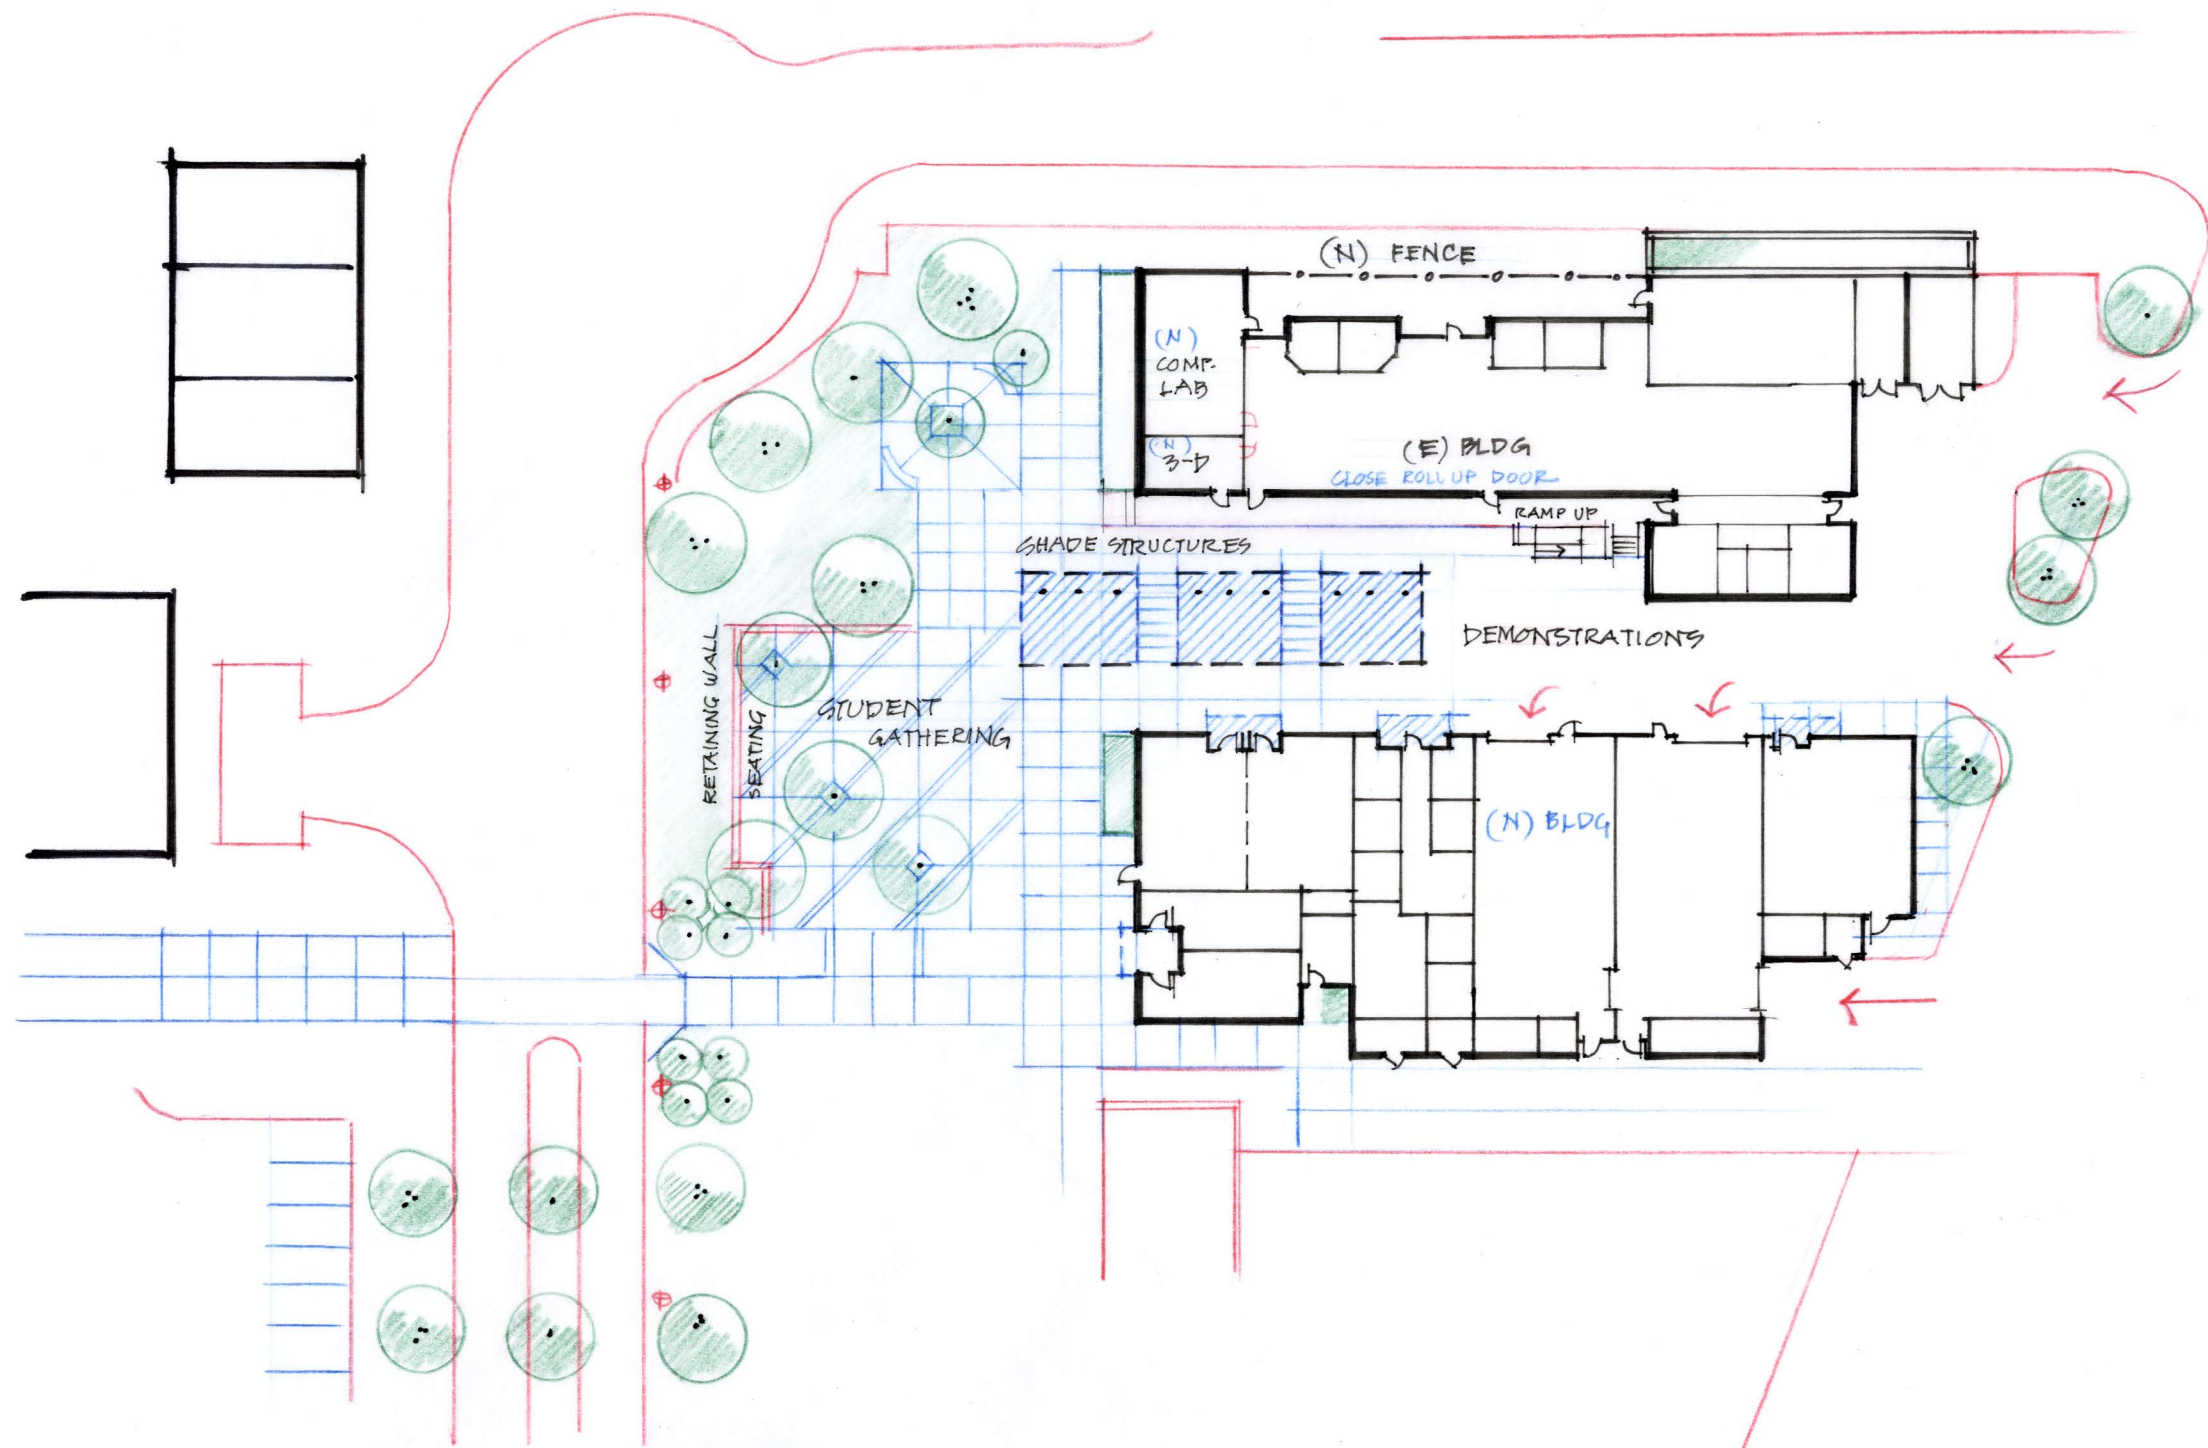 (N) FENCE
(N)
COMP.
LAB
(N)
3-D
(E) BLDG
CLOSE ROLL UP DOOR
RAMP UP
SHADE STRUCTURES
DEMONSTRATIONS
RETAINING WALL
SEATING
STUDENT
GATHERING
(N) BLDG